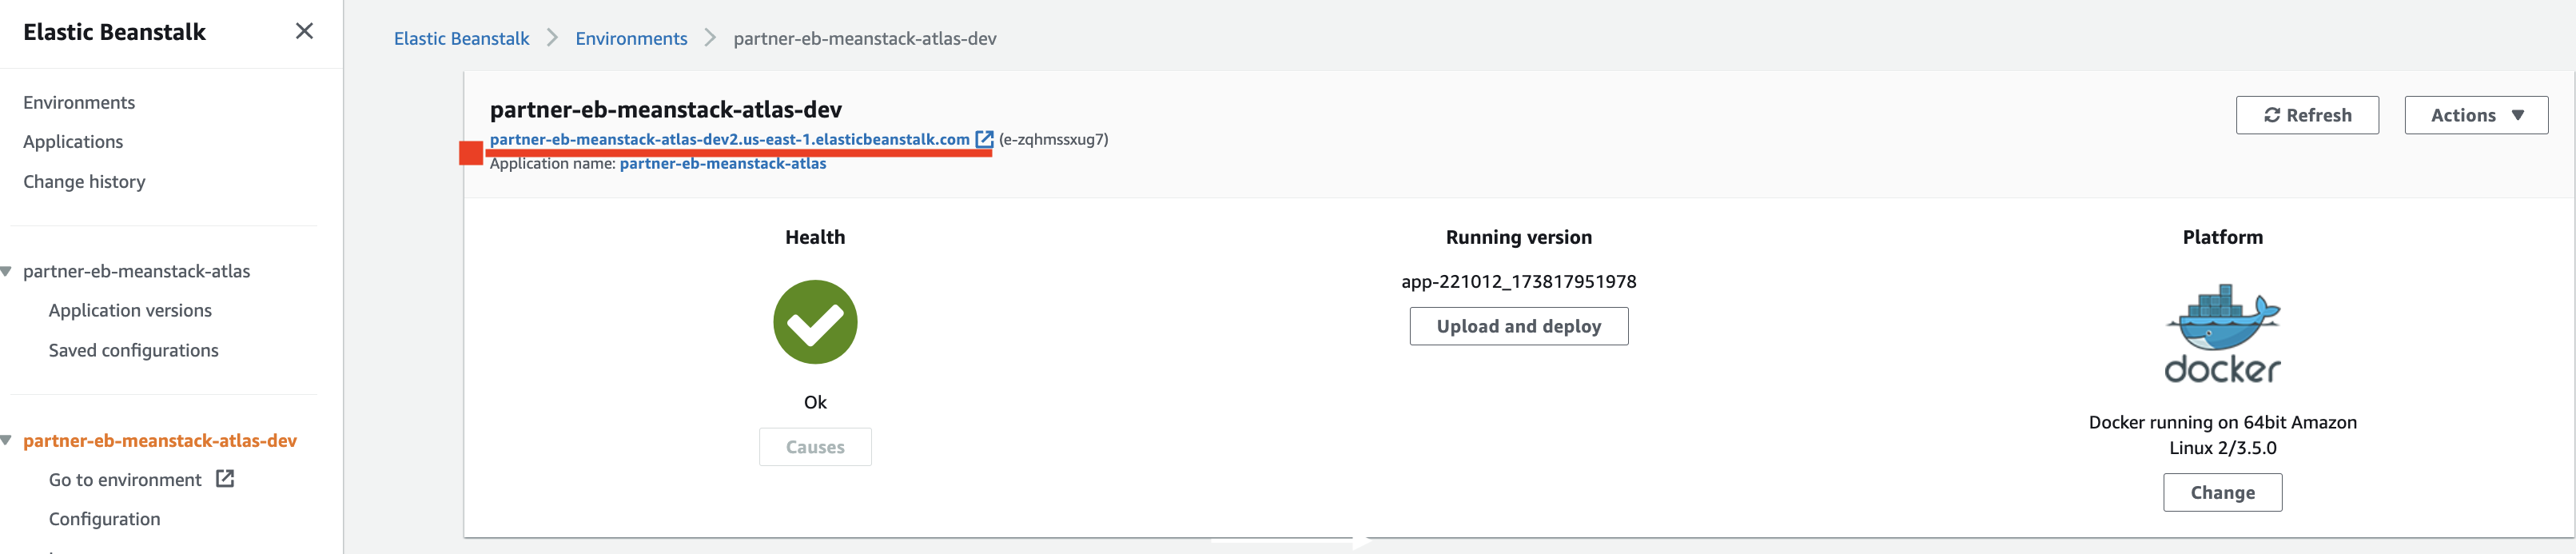 Elastic Beanstalk
Environments
Applications
Change history
partner-eb-meanstack-atlas
Application versions
Saved configurations
partner-eb-meanstack-atlas-dev
Go to environment
Configuration
Elastic Beanstalk > Environments > partner-eb-meanstack-atlas-dev
partner-eb-meanstack-atlas-dev
partner-eb-meanstack-atlas-dev2.us-east-1.elasticbeanstalk.com (e-zqhmssxug7)
Application name: partner-eb-meanstack-atlas
Refresh
Actions
Health
Ok
Causes
Running version
app-221012_173817951978
Upload and deploy
Platform
docker
Docker running on 64bit Amazon
Linux 2/3.5.0
Change